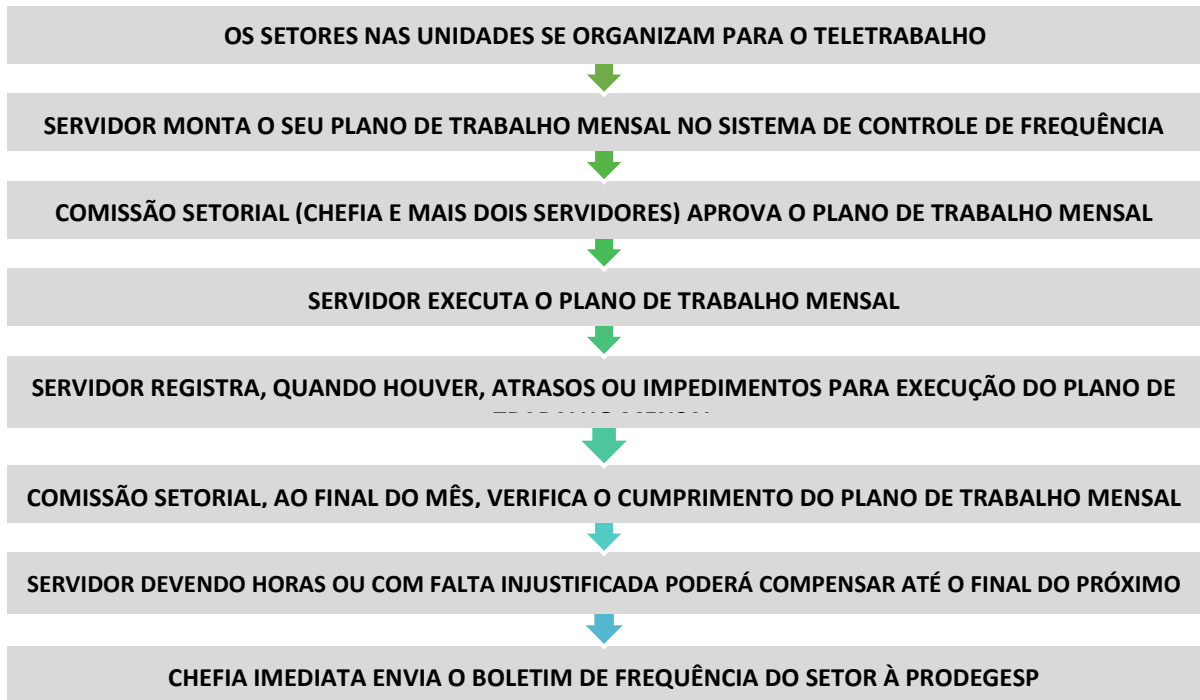 OS SETORES NAS UNIDADES SE ORGANIZAM PARA O TELETRABALHO
SERVIDOR MONTA O SEU PLANO DE TRABALHO MENSAL NO SISTEMA DE CONTROLE DE FREQUÊNCIA
COMISSÃO SETORIAL (CHEFIA E MAIS DOIS SERVIDORES) APROVA O PLANO DE TRABALHO MENSAL
SERVIDOR EXECUTA O PLANO DE TRABALHO MENSAL
SERVIDOR REGISTRA, QUANDO HOUVER, ATRASOS OU IMPEDIMENTOS PARA EXECUÇÃO DO PLANO DE
COMISSÃO SETORIAL, AO FINAL DO MÊS, VERIFICA O CUMPRIMENTO DO PLANO DE TRABALHO MENSAL
SERVIDOR DEVENDO HORAS OU COM FALTA INJUSTIFICADA PODERÁ COMPENSAR ATÉ O FINAL DO PRÓXIMO
CHEFIA IMEDIATA ENVIA O BOLETIM DE FREQUÊNCIA DO SETOR À PRODEGESP